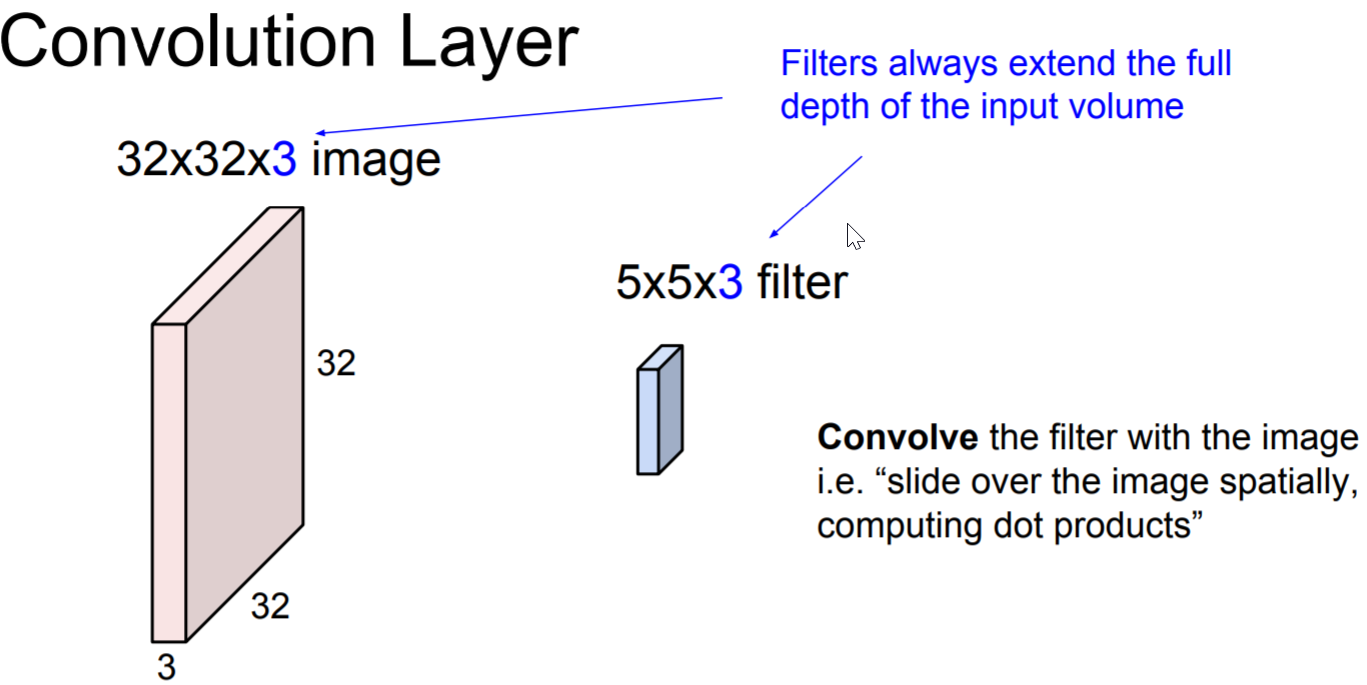 Convolution Layer
Filters always extend the full
depth of the input volume
32x32x3 image
5x5x3 filter
32
Convolve the filter with the image
i.e. “slide over the image spatially,
computing dot products”
32
3